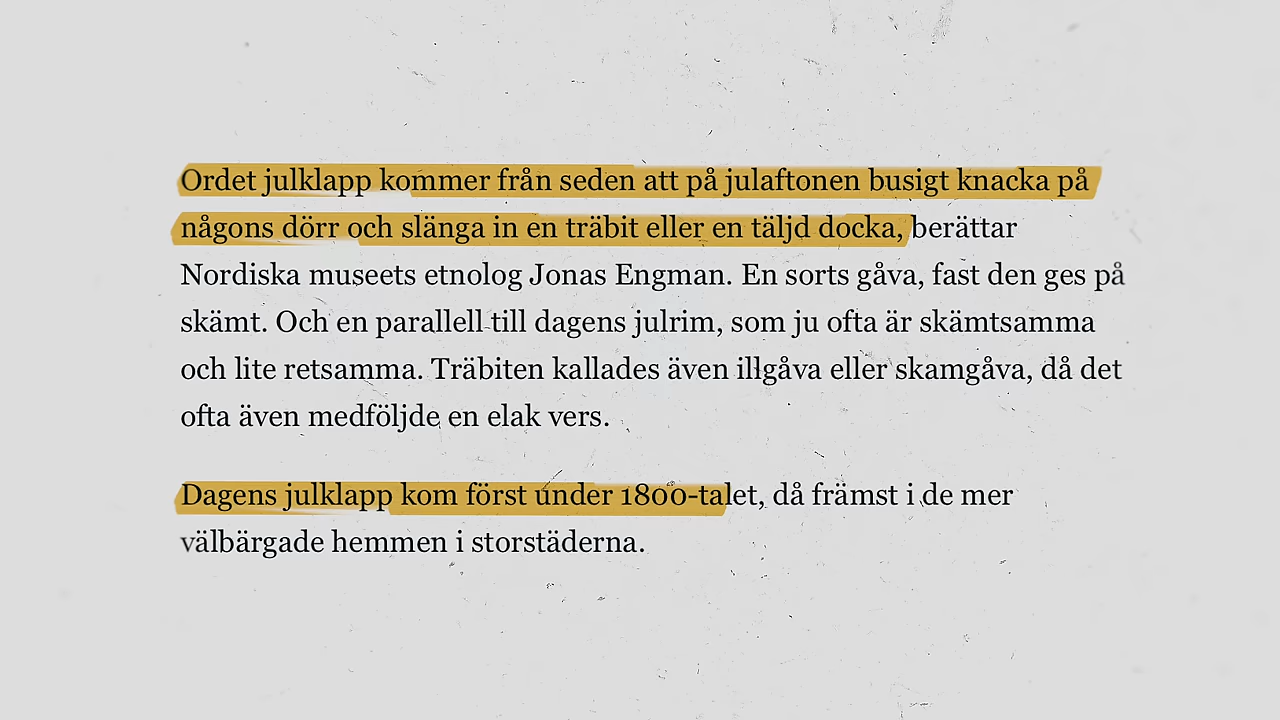 Ordet julklapp kommer från seden att på julaftonen busigt knacka på
någons dörr och slänga in en träbit eller en täljd docka, berättar
Nordiska museets etnolog Jonas Engman. En sorts gåva, fast den ges på
skämt. Och en parallell till dagens julrim, som ju ofta är skämtsamma
och lite retsamma. Träbiten kallades även illgåva eller skamgåva, då det
ofta även medföljde en elak vers.
Dagens julklapp kom först under 1800-talet, då främst i de mer
välbärgade hemmen i storstäderna.